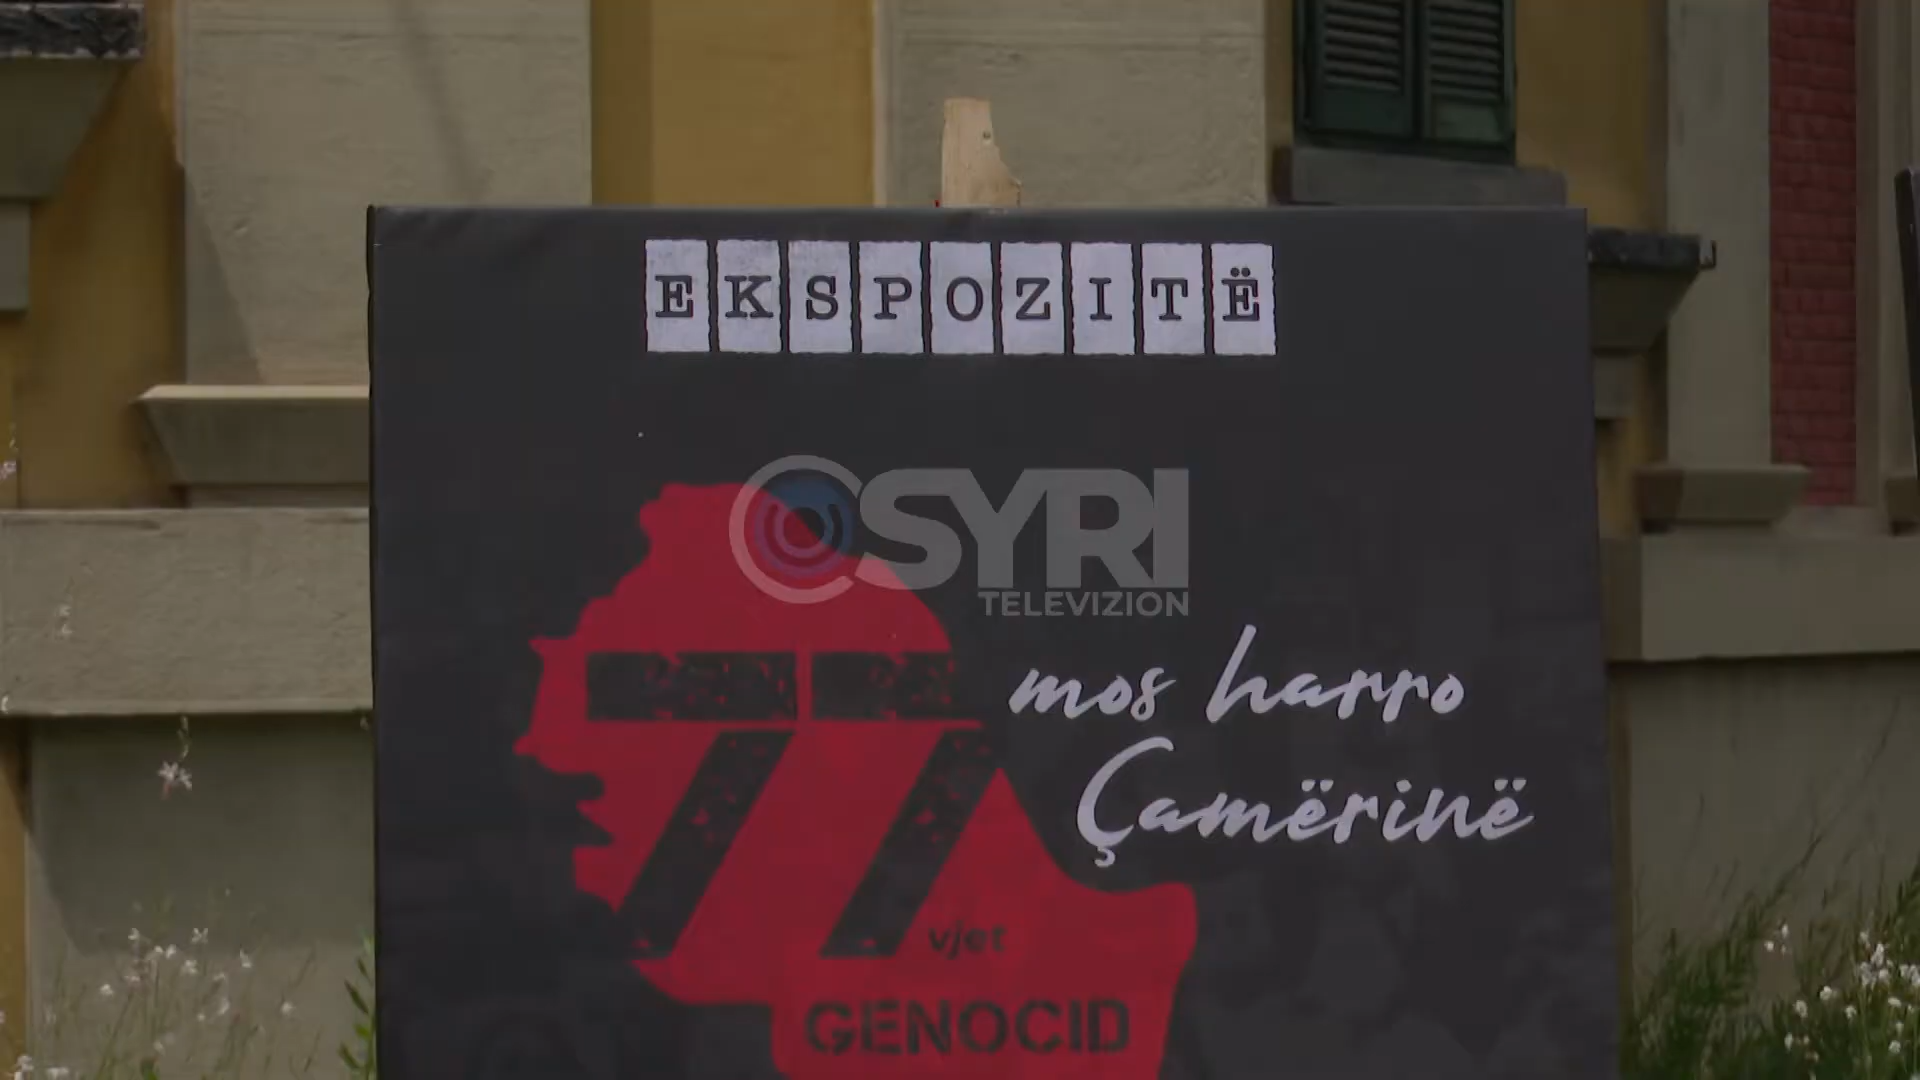 EKSPOZITË
SYRI
TELEVIZION
77
mos harro
Çamërinë
vjet
GENOCID